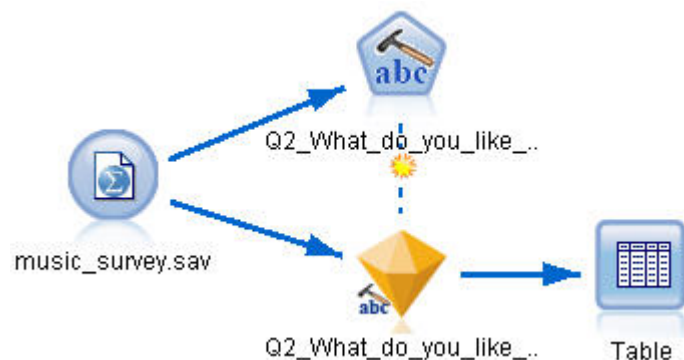 abc
Q2_What_do_you_like_..
music_survey.sav
abc
Q2_What_do_you_like_..
Table